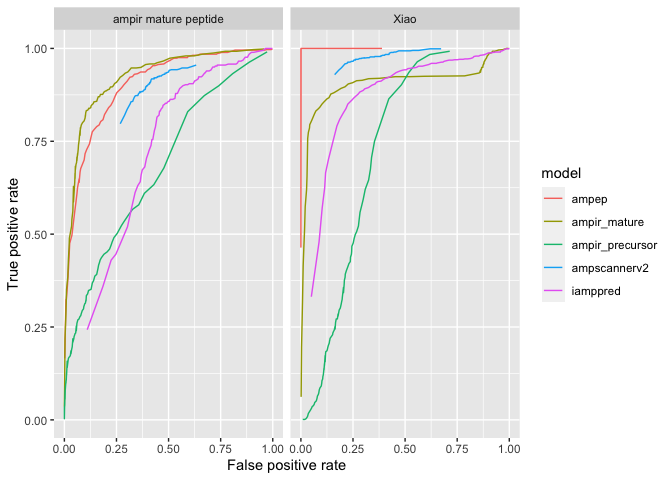 ampir mature peptide
Xiao
True positive rate
1.00
0.75
0.50
0.25
0.00
0.00 0.25 0.50 0.75 1.00
0.00 0.25 0.50 0.75 1.00
False positive rate
model
ampep
ampir_mature
ampir_precursor
ampscannerv2
iamppred